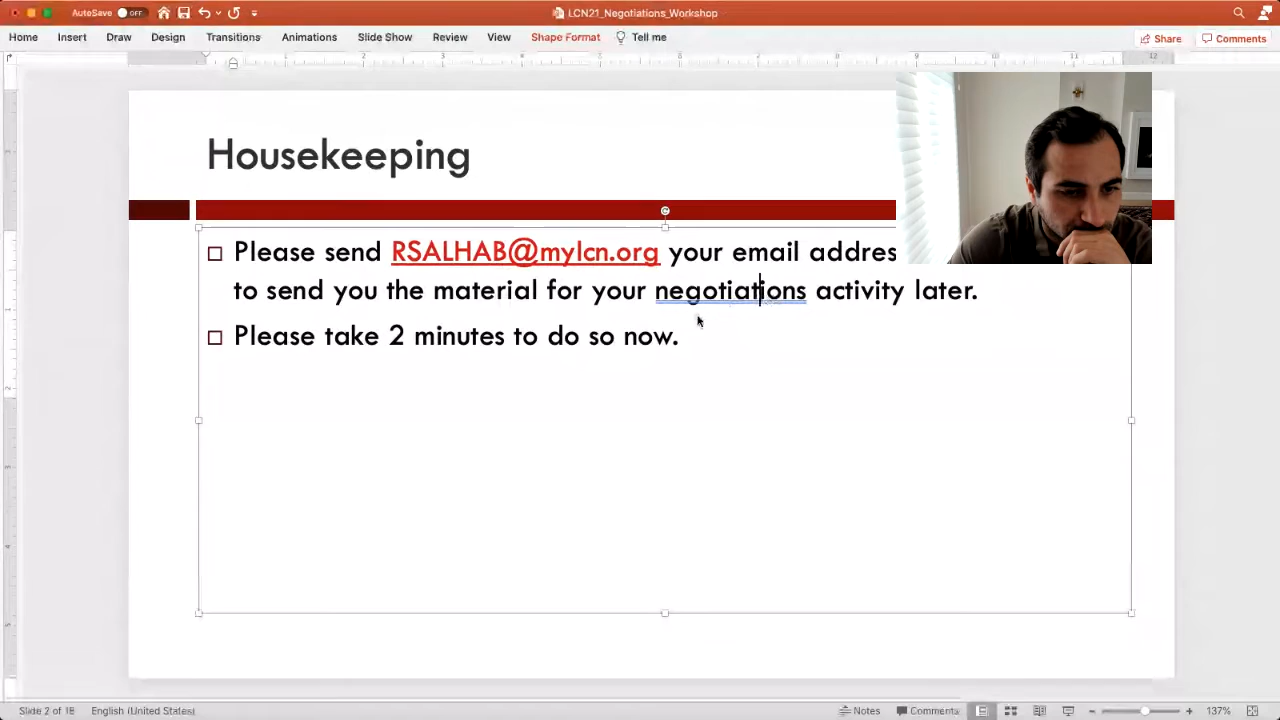 AutoSave OFF
LCN21_Negotiations_Workshop
Home Insert Draw Design Transitions Animations Slide Show Review View Shape Format Tell me
Share Comments
Housekeeping
Please send RSALHAB@mylcn.org your email addres
to send you the material for your negotiations activity later.
Please take 2 minutes to do so now.
Slide 2 of 18 English (United States) Notes Comments 137%